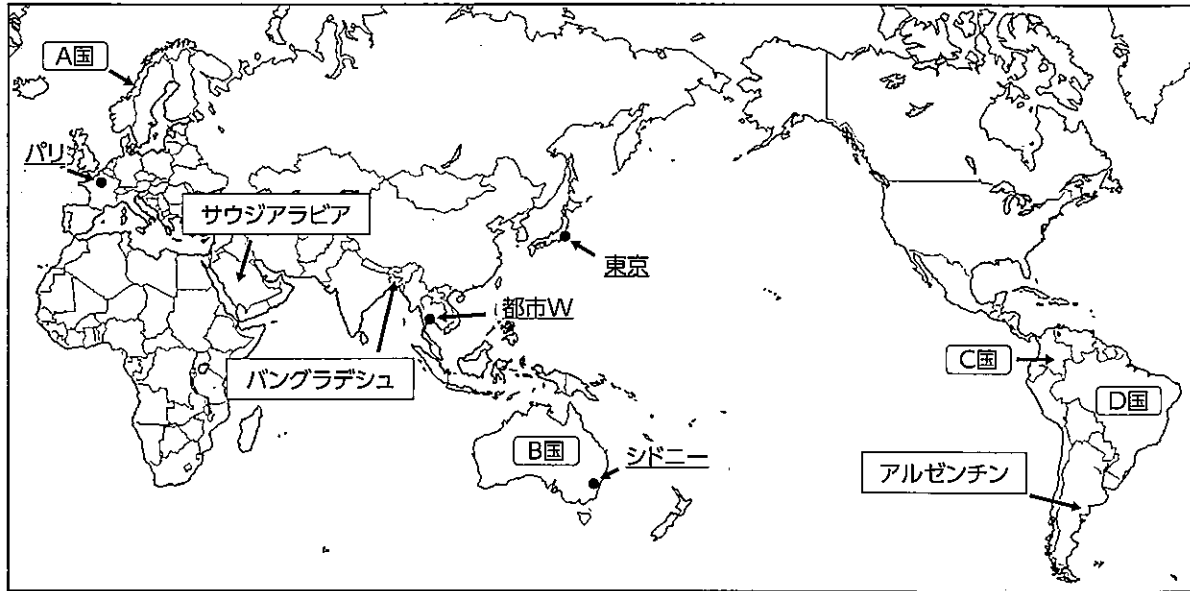 A国
パリ
サウジアラビア
東京
都市W
バングラデシュ
C国
D国
B国
シドニー
アルゼンチン